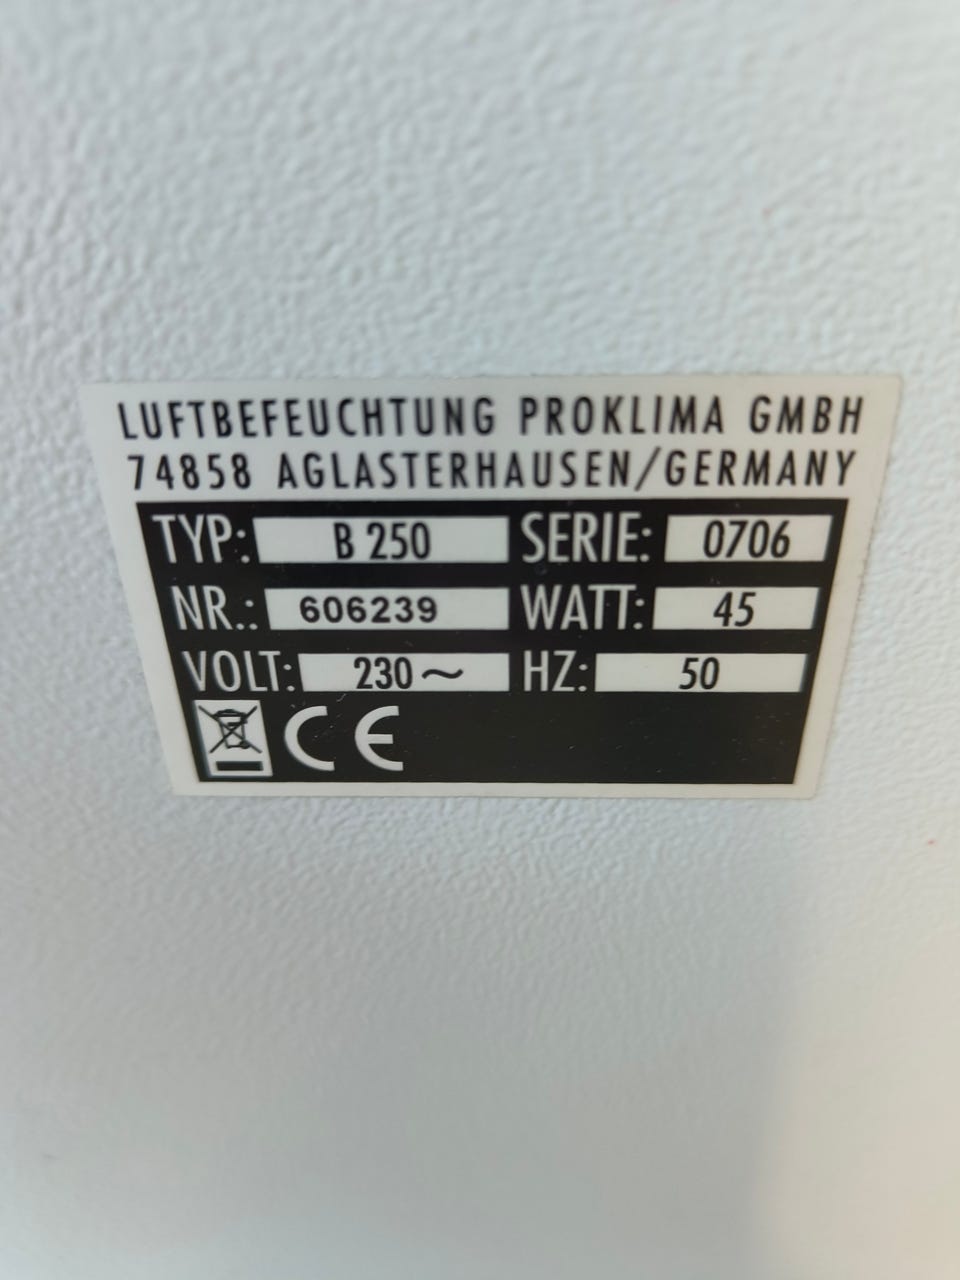 LUFTBEFEUCHTUNG PROKLIMA GMBH
74858 AGLASTERHAUSEN/GERMANY
TYP: B 250 SERIE: 0706
NR.: 606239 WATT: 45
VOLT: 230~ HZ: 50
CE